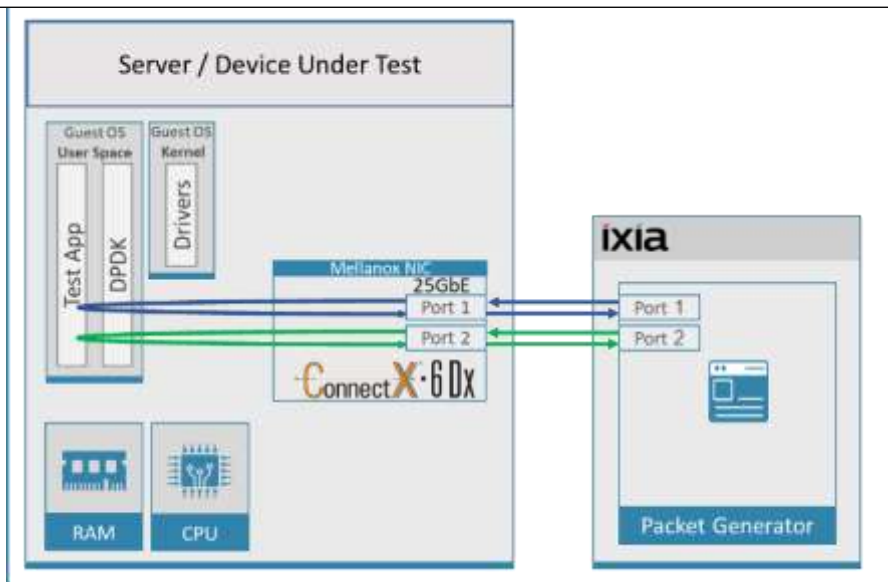 Server / Device Under Test
Guest OS
User Space
Test App
DPDK
Guest OS
Kernel
Drivers
Mellanox NIC
25GbE
Port 1
Port 2
ConnectX·6 Dx
RAM
CPU
ixia
Port 1
Port 2
Packet Generator